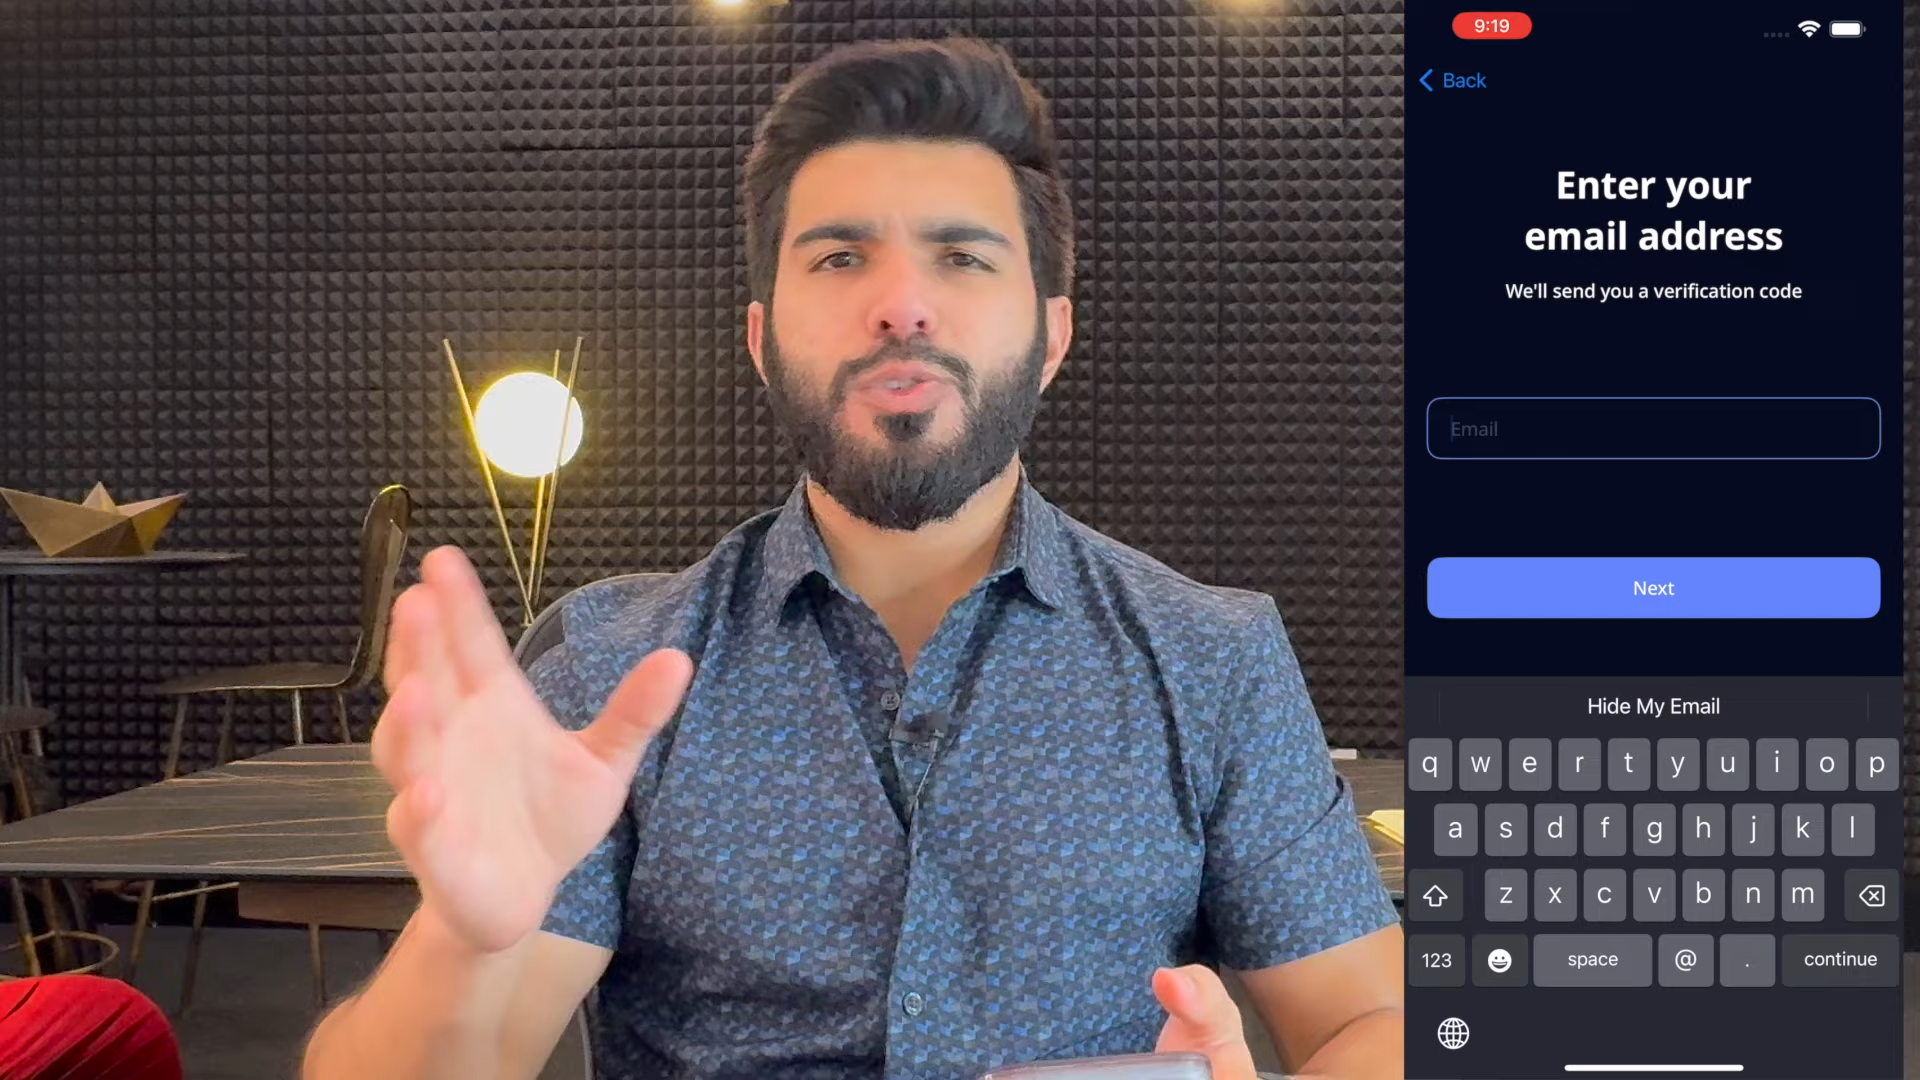 9:19
Back
Enter your
email address
We'll send you a verification code
Email
Next
Hide My Email
q w e r t y u i o p
a s d f g h j k l
z x c v b n m
123 space @ . continue